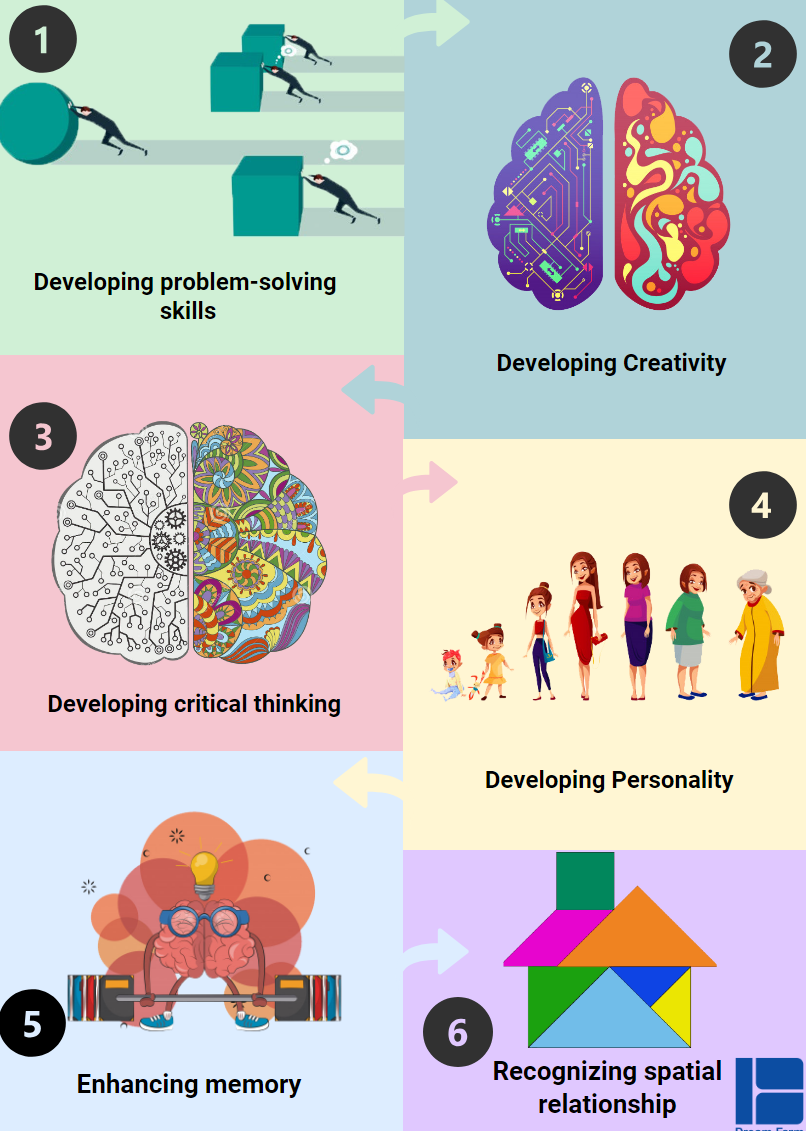 1
Developing problem-solving
skills
2
Developing Creativity
3
Developing critical thinking
4
Developing Personality
5
Enhancing memory
6
Recognizing spatial
relationship